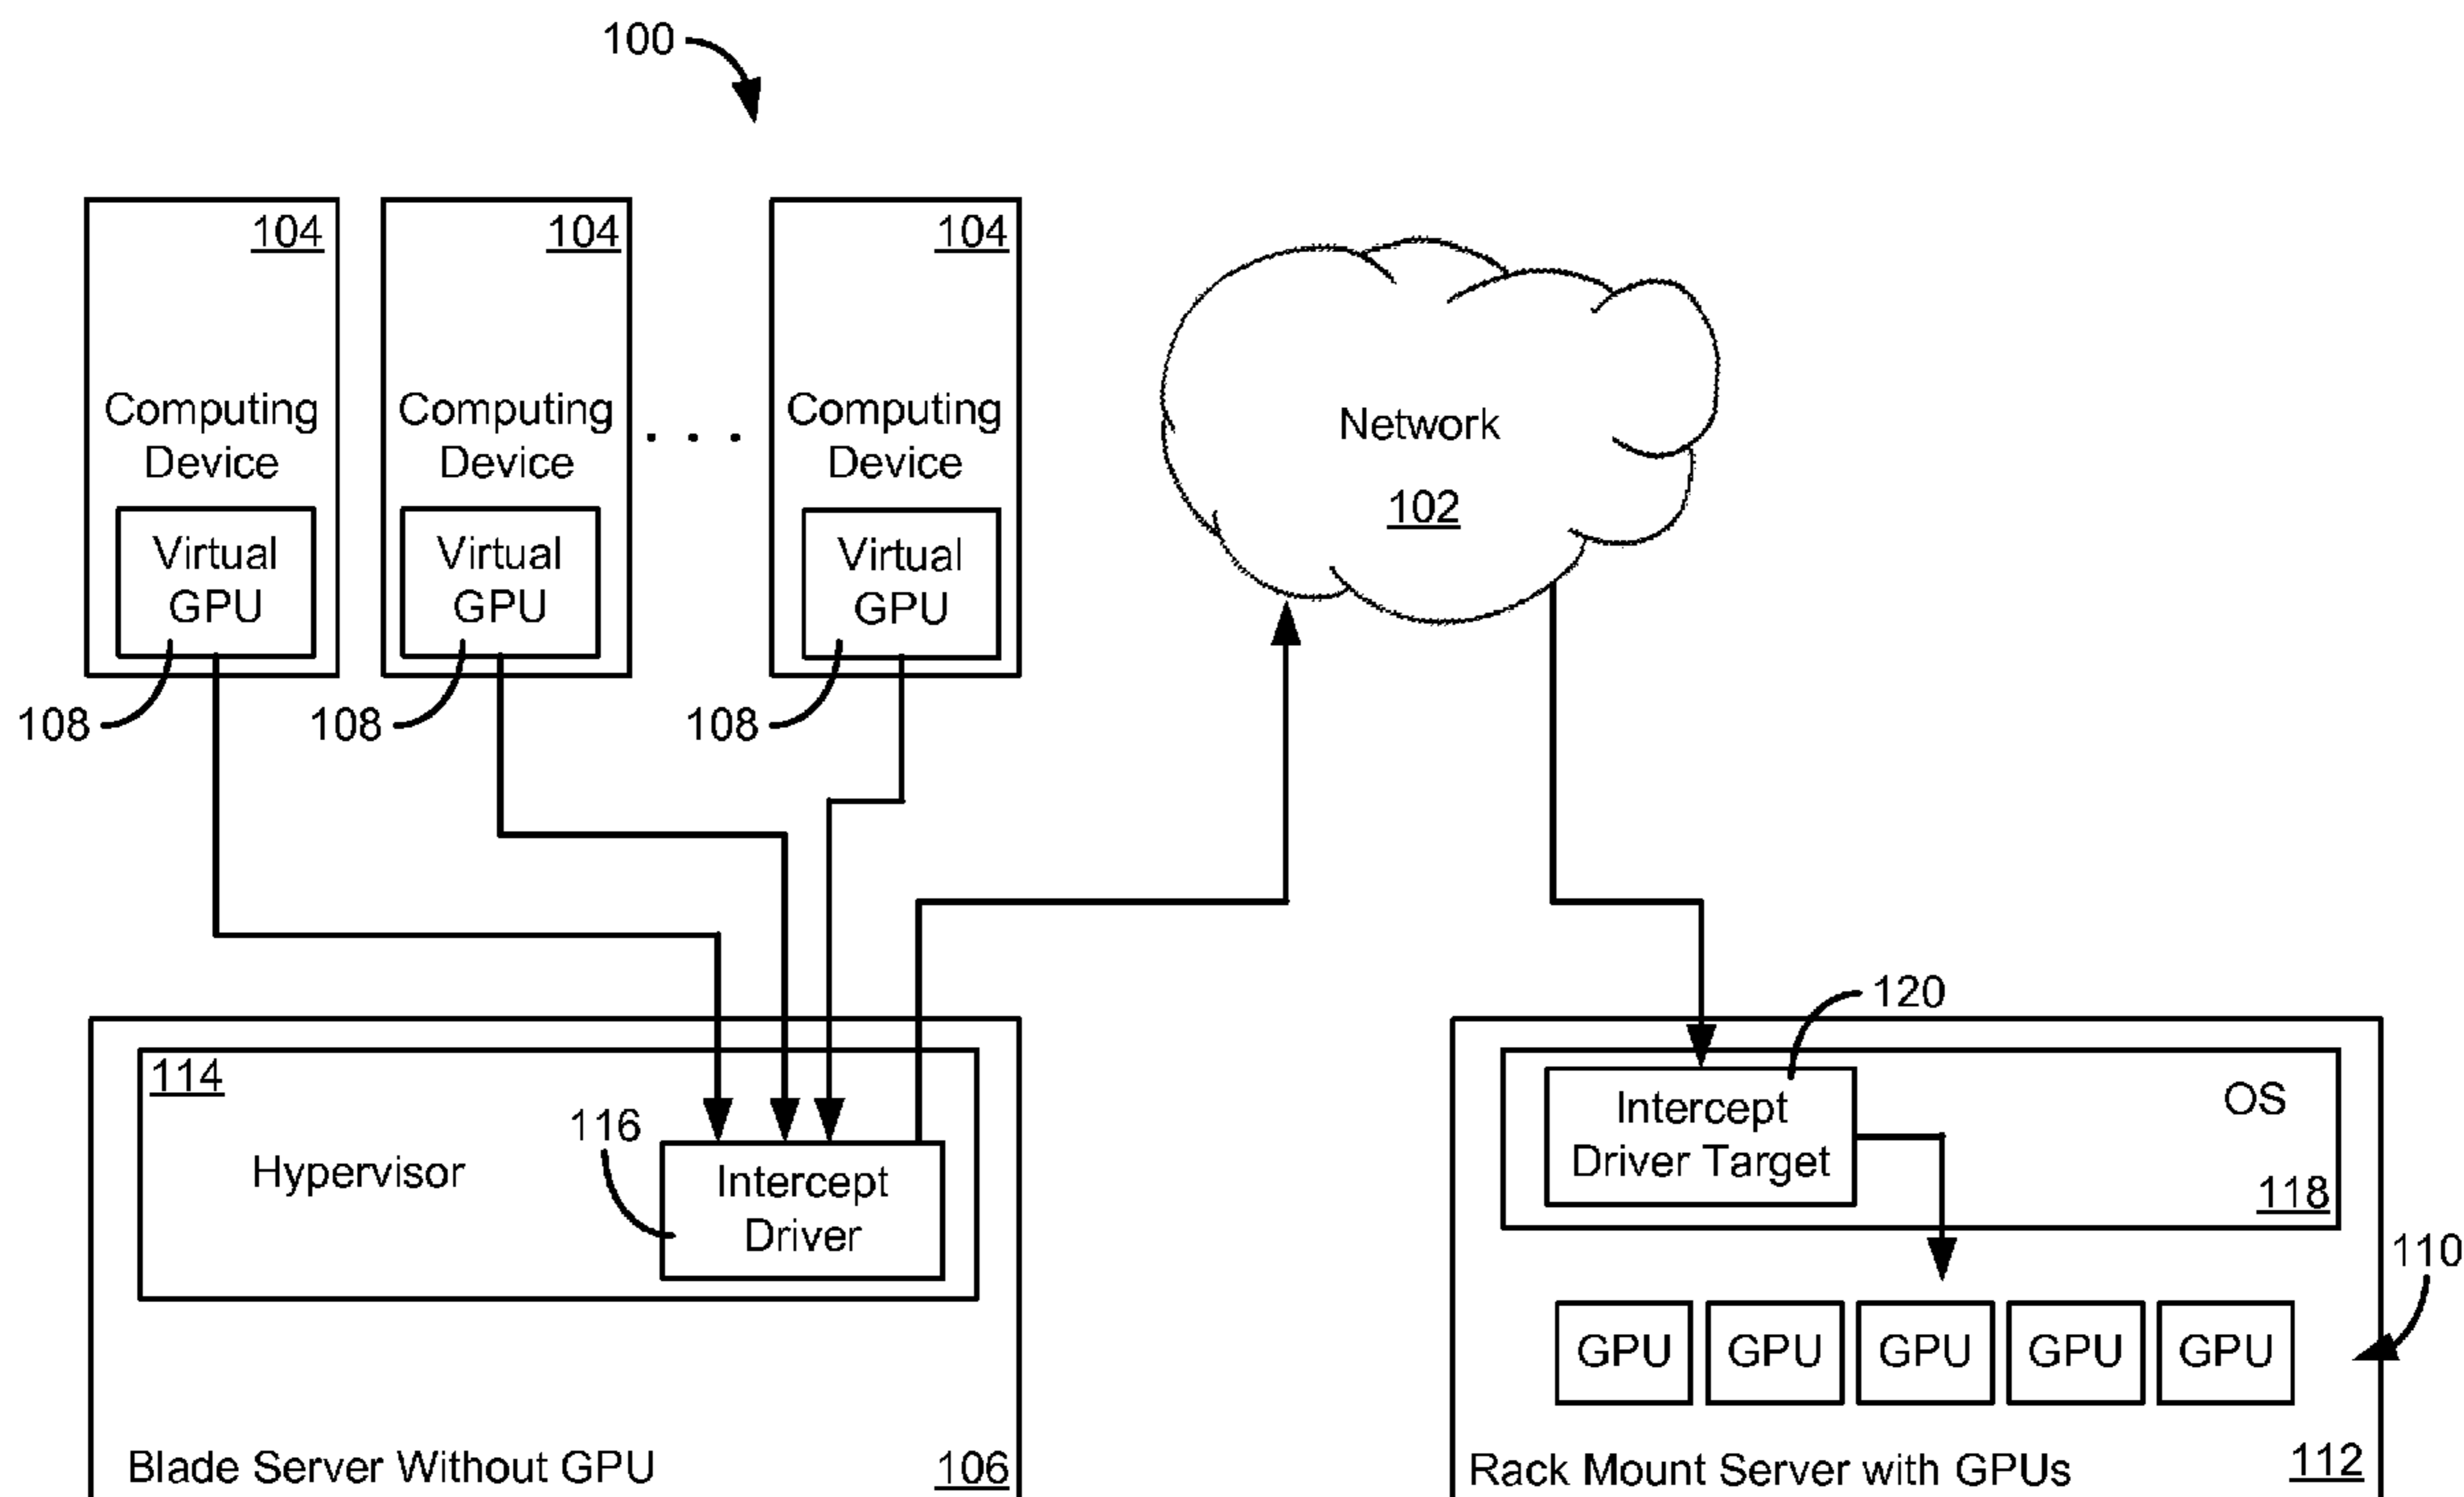 100
104
104
104
Computing
Device
Computing
Device
. . .
Computing
Device
Virtual
GPU
Virtual
GPU
Virtual
GPU
108
108
108
Network
102
114
Hypervisor
116
Intercept
Driver
Blade Server Without GPU
106
120
Intercept
Driver Target
OS
118
110
GPU
GPU
GPU
GPU
GPU
Rack Mount Server with GPUs
112